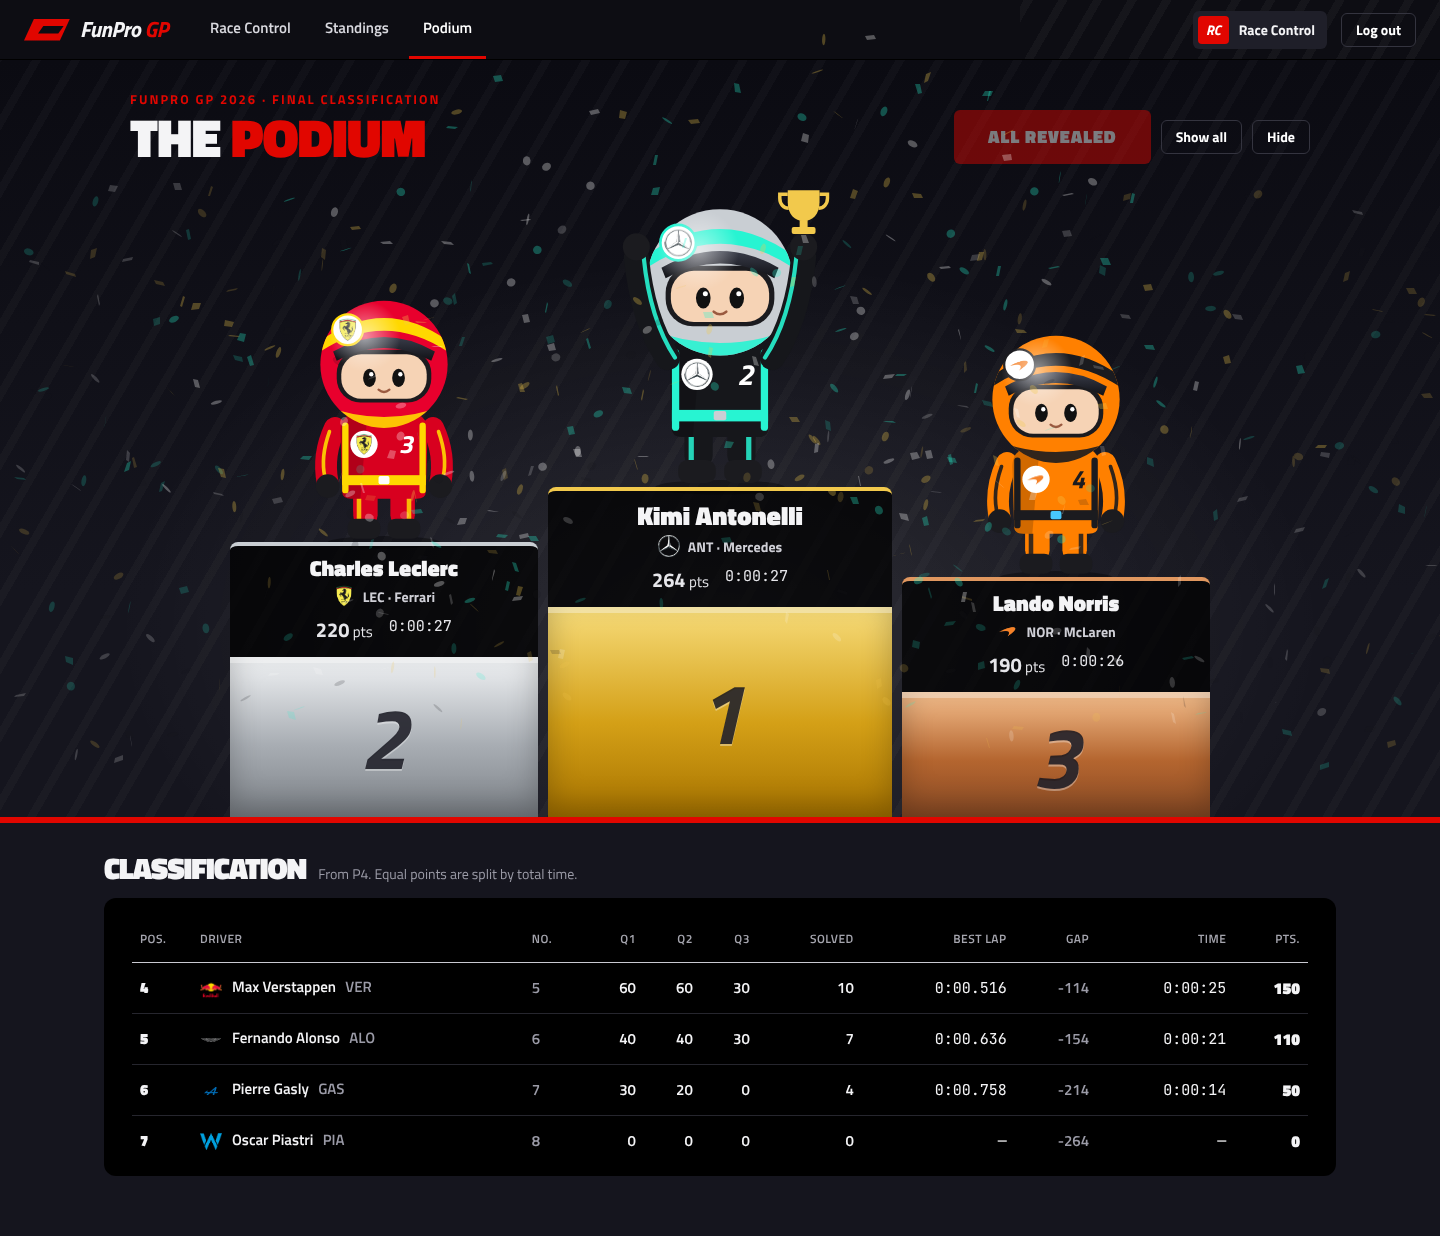 FunPro GP
Race Control
Standings
Podium
RC
Race Control
Log out
FUNPRO GP 2026 · FINAL CLASSIFICATION
THE PODIUM
ALL REVEALED
Show all
Hide
2
3
4
Kimi Antonelli
ANT · Mercedes
264 pts 0:00:27
Charles Leclerc
LEC · Ferrari
220 pts 0:00:27
Lando Norris
NOR · McLaren
190 pts 0:00:26
2
1
3
CLASSIFICATION From P4. Equal points are split by total time.
POS. DRIVER NO. Q1 Q2 Q3 SOLVED BEST LAP GAP TIME PTS.
4 Max Verstappen VER 5 60 60 30 10 0:00.516 -114 0:00:25 150
5 Fernando Alonso ALO 6 40 40 30 7 0:00.636 -154 0:00:21 110
6 Pierre Gasly GAS 7 30 20 0 4 0:00.758 -214 0:00:14 50
7 Oscar Piastri PIA 8 0 0 0 0 — -264 — 0